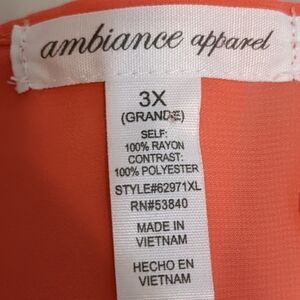 ambiance apparel
3X
(GRANDE)
SELF:
100% RAYON
CONTRAST:
100% POLYESTER
STYLE#62971XL
RN#53840
MADE IN
VIETNAM
HECHO EN
VIETNAM